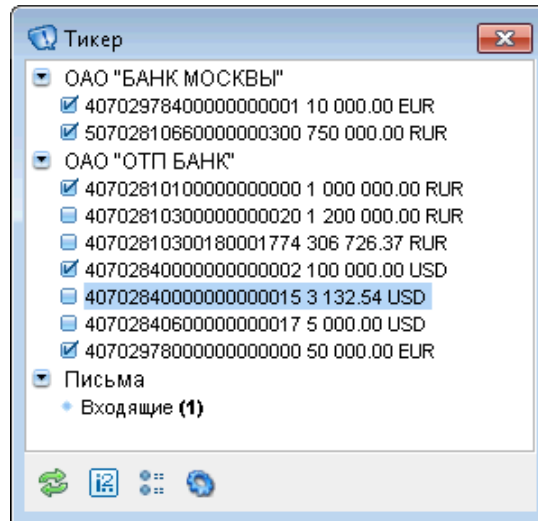 Тикер
ОАО "БАНК МОСКВЫ"
40702978400000000001 10 000.00 EUR
50702810660000000300 750 000.00 RUR
ОАО "ОТП БАНК"
40702810100000000000 1 000 000.00 RUR
40702810300000000020 1 200 000.00 RUR
40702810300180001774 306 726.37 RUR
40702840000000000002 100 000.00 USD
40702840000000000015 3 132.54 USD
40702840600000000017 5 000.00 USD
40702978000000000000 50 000.00 EUR
Письма
Входящие (1)